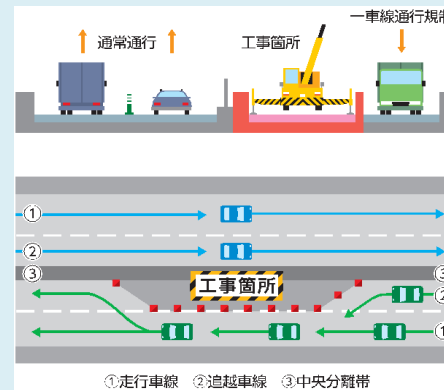 通常通行
工事箇所
一車線通行規制
①
②
③
工事箇所
③
②
①
①走行車線 ②追越車線 ③中央分離帯